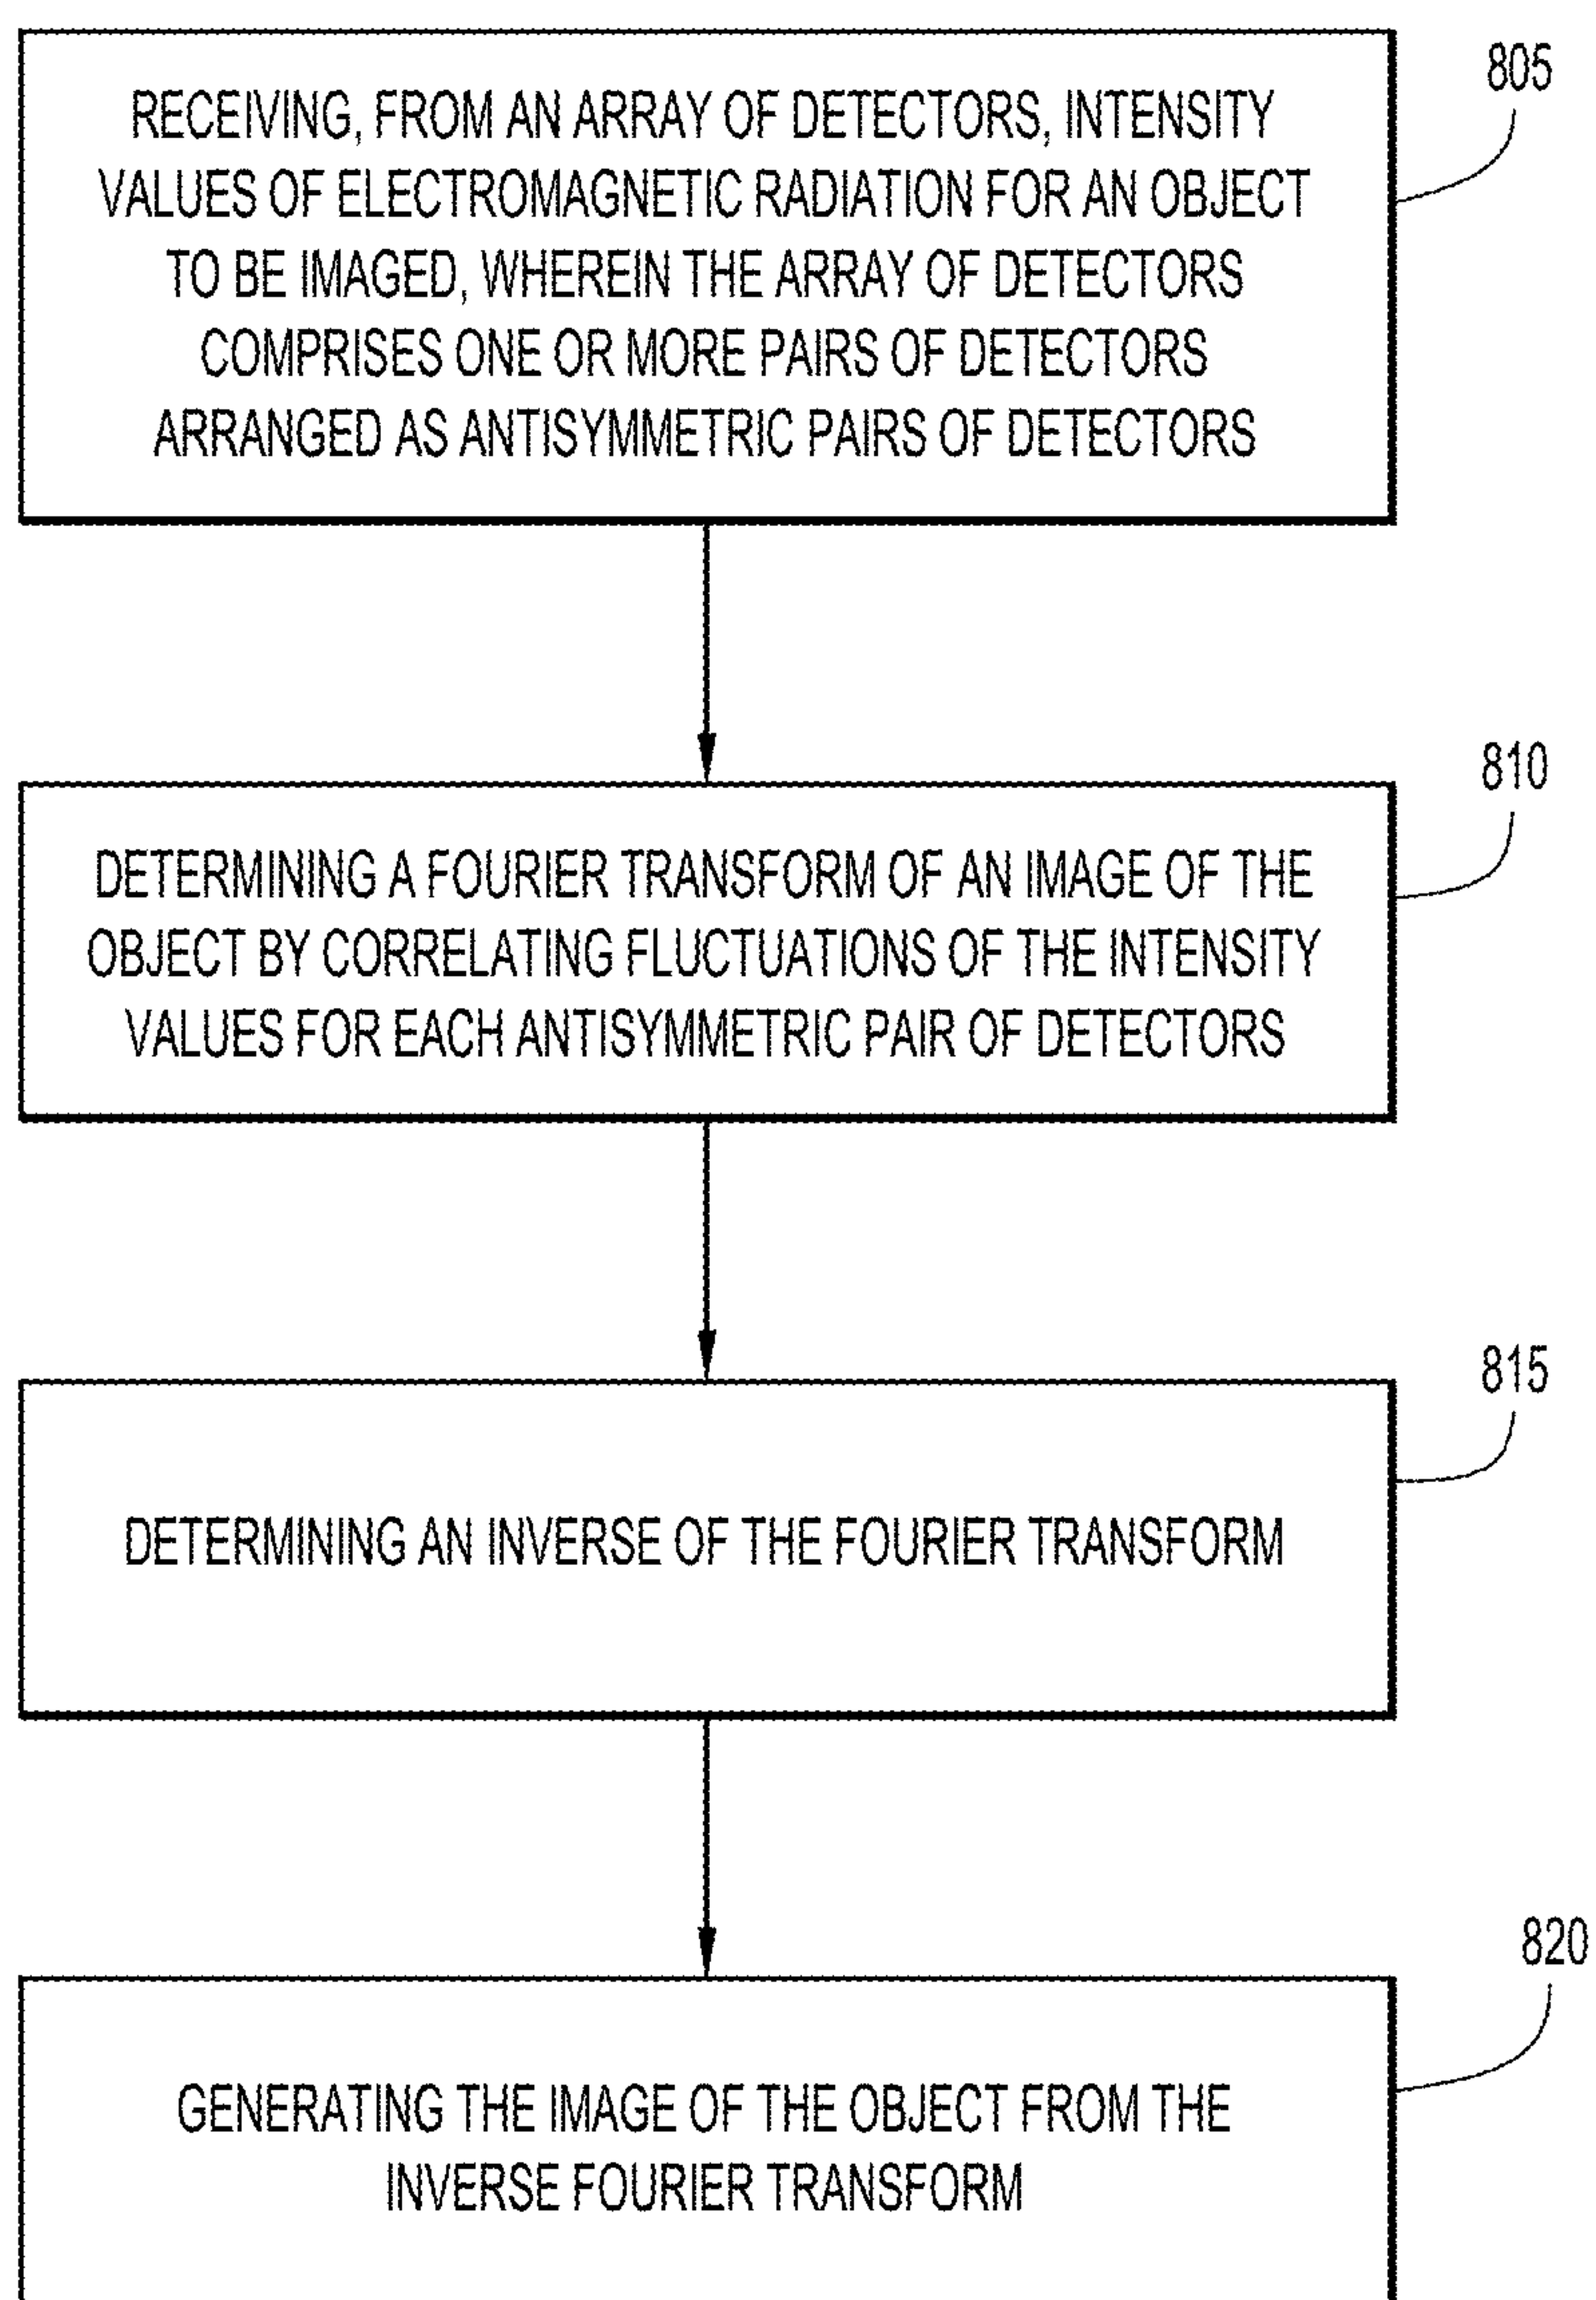 805
RECEIVING, FROM AN ARRAY OF DETECTORS, INTENSITY
VALUES OF ELECTROMAGNETIC RADIATION FOR AN OBJECT
TO BE IMAGED, WHEREIN THE ARRAY OF DETECTORS
COMPRISES ONE OR MORE PAIRS OF DETECTORS
ARRANGED AS ANTISYMMETRIC PAIRS OF DETECTORS
810
DETERMINING A FOURIER TRANSFORM OF AN IMAGE OF THE
OBJECT BY CORRELATING FLUCTUATIONS OF THE INTENSITY
VALUES FOR EACH ANTISYMMETRIC PAIR OF DETECTORS
815
DETERMINING AN INVERSE OF THE FOURIER TRANSFORM
820
GENERATING THE IMAGE OF THE OBJECT FROM THE
INVERSE FOURIER TRANSFORM